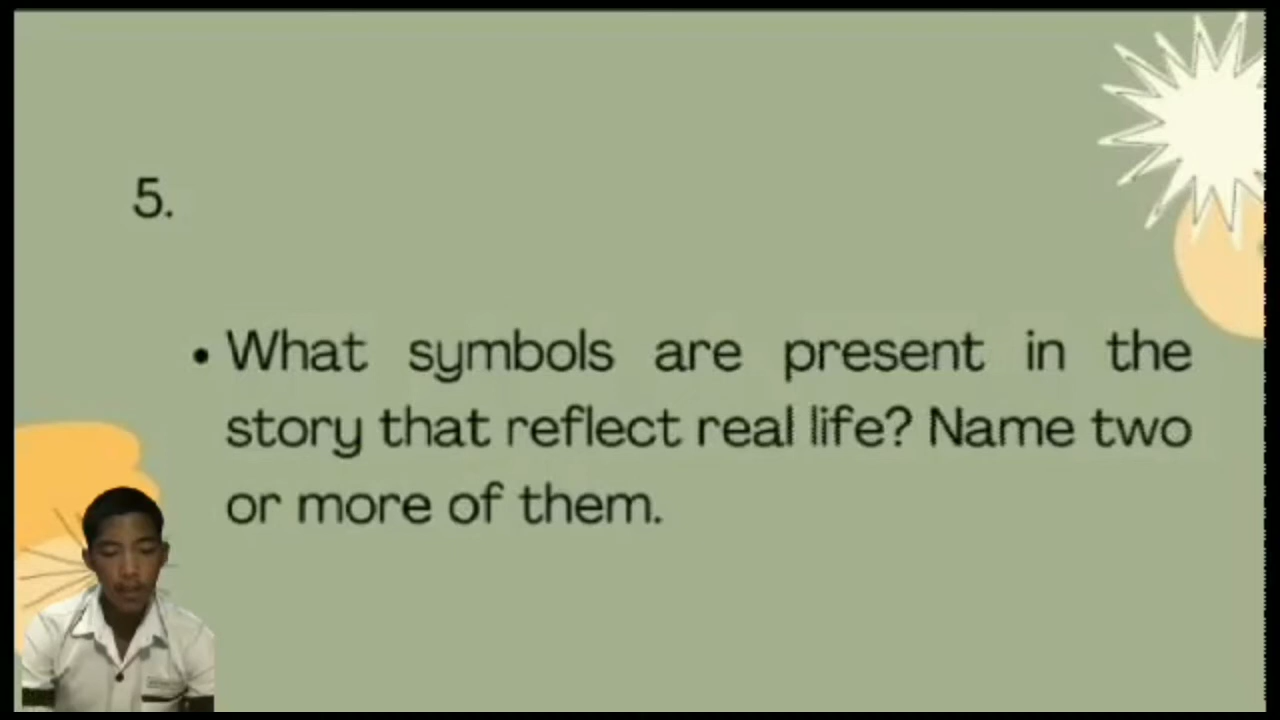 5.
• What symbols are present in the
story that reflect real life? Name two
or more of them.